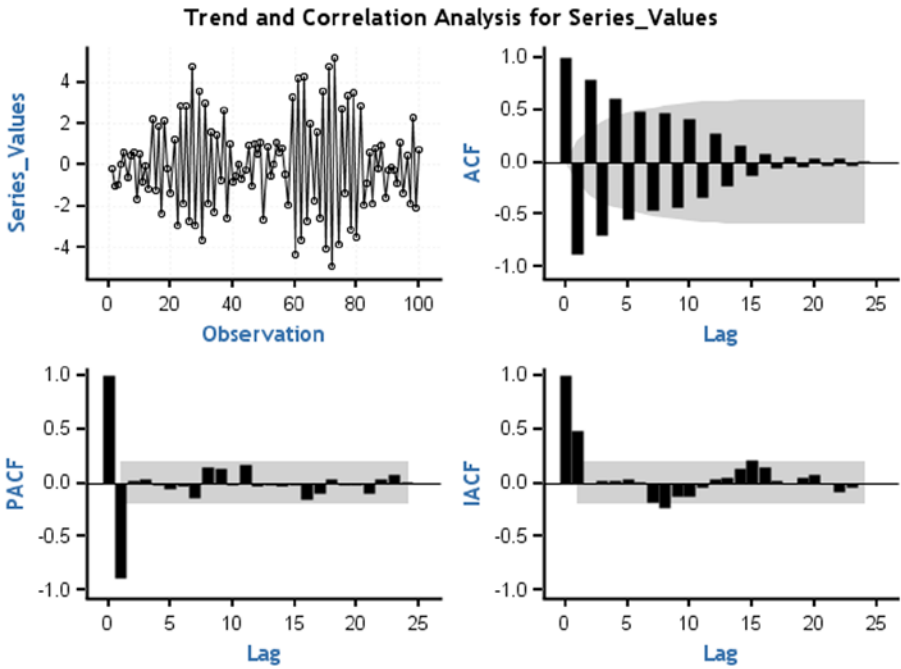 Trend and Correlation Analysis for Series_Values
Series_Values
4
2
0
-2
-4
0 20 40 60 80 100
Observation
ACF
1.0
0.5
0.0
-0.5
-1.0
0 5 10 15 20 25
Lag
PACF
1.0
0.5
0.0
-0.5
-1.0
0 5 10 15 20 25
Lag
IACF
1.0
0.5
0.0
-0.5
-1.0
0 5 10 15 20 25
Lag